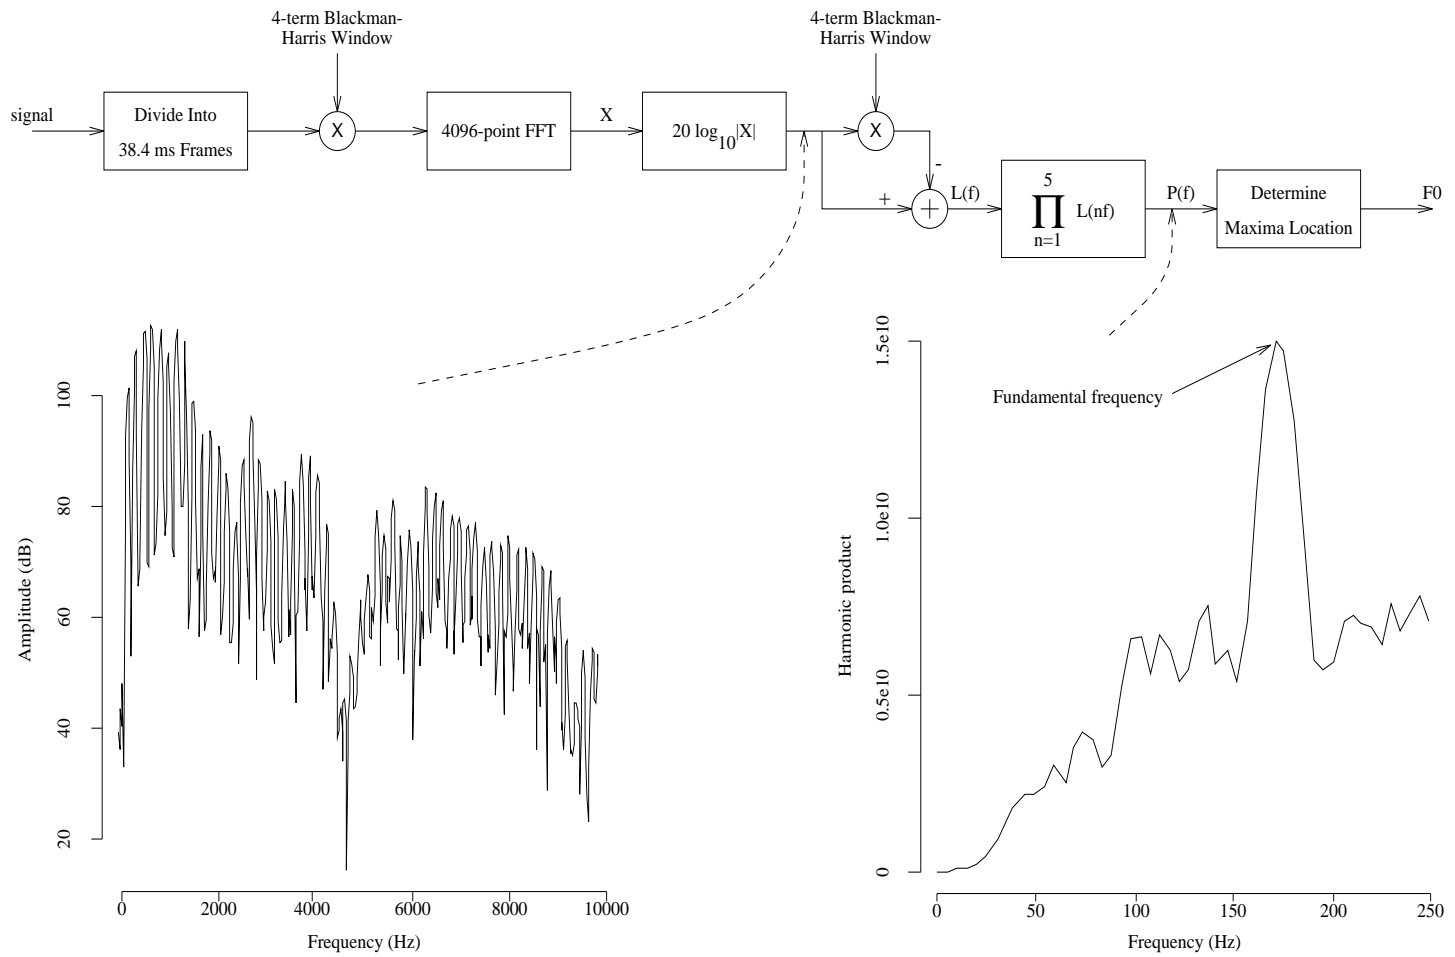 4-term Blackman-
Harris Window
4-term Blackman-
Harris Window
signal
Divide Into
38.4 ms Frames
X
4096-point FFT
X
20 log10|X|
X
-
+
+
L(f)
5
∏ L(nf)
n=1
P(f)
Determine
Maxima Location
F0
Amplitude (dB)
100
80
60
40
20
0 2000 4000 6000 8000 10000
Frequency (Hz)
Fundamental frequency
Harmonic product
1.5e10
1.0e10
0.5e10
0
0 50 100 150 200 250
Frequency (Hz)